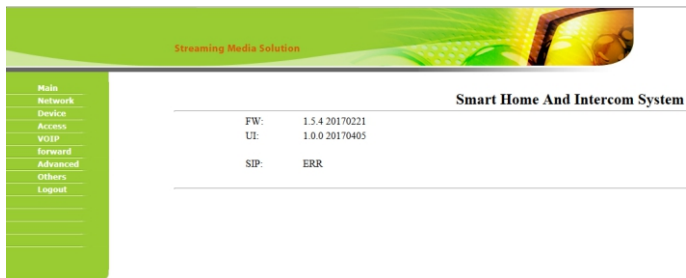 Streaming Media Solution
Main
Network
Device
Access
VOIP
forward
Advanced
Others
Logout
Smart Home And Intercom System
FW: 1.5.4 20170221
UI: 1.0.0 20170405
SIP: ERR